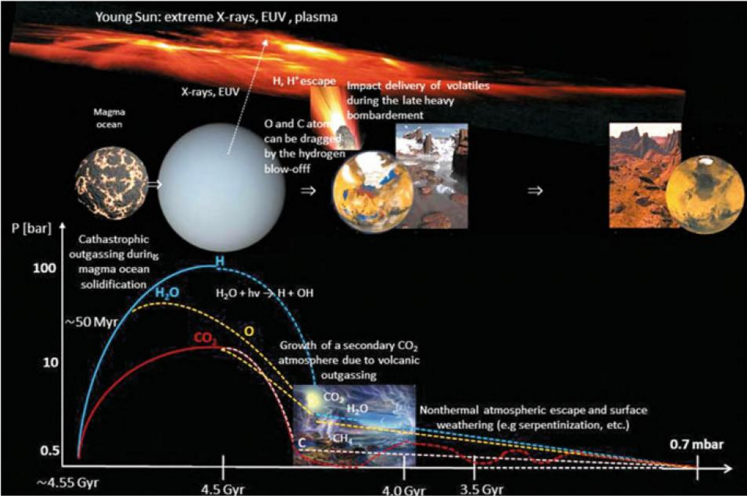 Young Sun: extreme X-rays, EUV , plasma
H, H⁺ escape
X-rays, EUV
Impact delivery of volatiles
during the late heavy
bombardement
Magma
ocean
O and C atom
can be dragged
by the hydrogen
blow-offf
⇒
⇒
⇒
P [bar]
Cathastrophic
outgassing during
magma ocean
solidification
H
100
H₂O
H₂O + hν → H + OH
~50 Myr
O
CO₂
Growth of a secondary CO₂
atmosphere due to volcanic
outgassing
10
CO₂
H₂O
Nonthermal atmospheric escape and surface
weathering (e.g serpentinization, etc.)
C
CH₄
0.5
0.7 mbar
~4.55 Gyr
4.5 Gyr
4.0 Gyr
3.5 Gyr